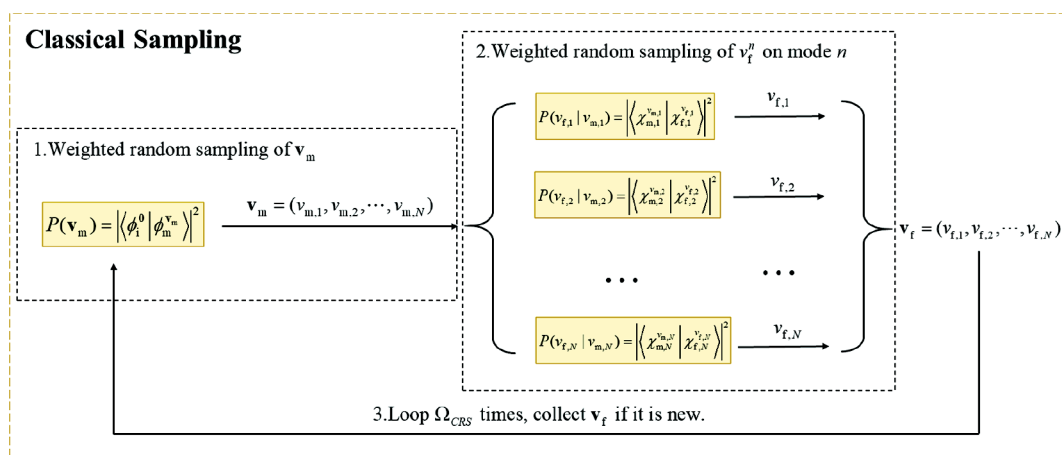 Classical Sampling
1.Weighted random sampling of 𝐯_m
P(𝐯_m) = |⟨ϕ_i^0|ϕ_m^{v_m}⟩|²
𝐯_m = (v_{m,1}, v_{m,2}, ⋯, v_{m.N})
2.Weighted random sampling of v_f^n on mode n
P(v_{f,1} | v_{m,1}) = |⟨χ_{m,1}^{v_{m,1}}|χ_{f,1}^{v_{f,1}}⟩|²
v_{f,1}
P(v_{f,2} | v_{m,2}) = |⟨χ_{m,2}^{v_{m,2}}|χ_{f,2}^{v_{f,2}}⟩|²
v_{f,2}
••• •••
P(v_{f,N} | v_{m,N}) = |⟨χ_{m,N}^{v_{m,N}}|χ_{f,N}^{v_{f,N}}⟩|²
v_{f,N}
𝐯_f = (v_{f,1}, v_{f,2}, ⋯, v_{f,N})
3.Loop Ω_{CRS} times, collect 𝐯_f if it is new.